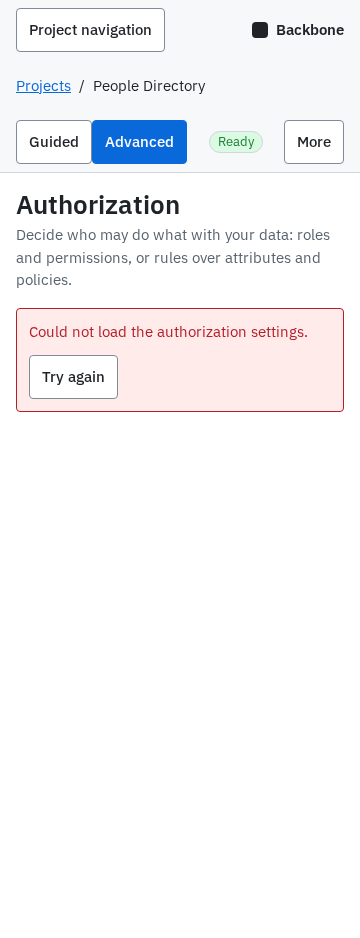 Project navigation
Backbone
Projects / People Directory
Guided
Advanced
Ready
More
Authorization
Decide who may do what with your data: roles
and permissions, or rules over attributes and
policies.
Could not load the authorization settings.
Try again